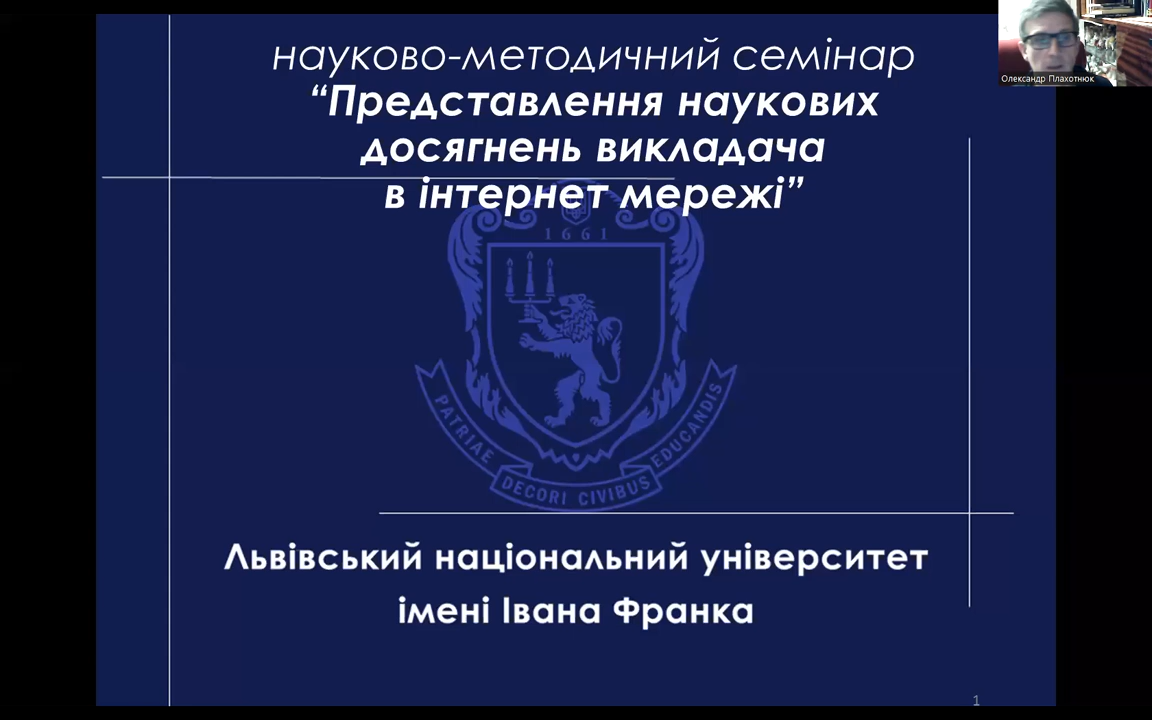 науково-методичний семінар
“Представлення наукових
досягнень викладача
в інтернет мережі”
1661
PATRIAE DECORI CIVIBUS EDUCANDIS
Львівський національний університет
імені Івана Франка
1
Олександр Плахотнюк